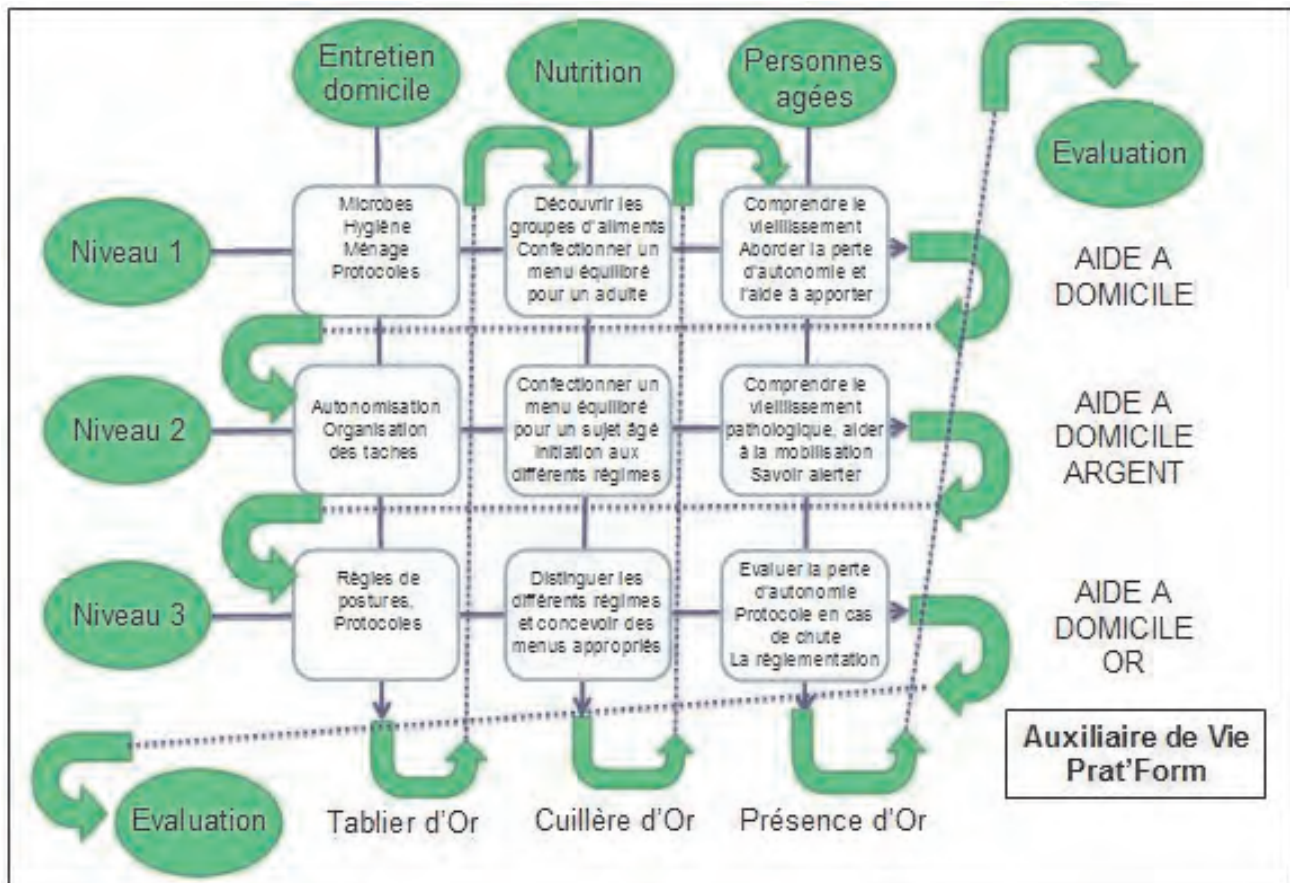 Entretien
domicile
Nutrition
Personnes
agées
Evaluation
Niveau 1
Microbes
Hygiène
Ménage
Protocoles
Découvrir les
groupes d'aliments
Confectionner un
menu équilibré
pour un adulte
Comprendre le
vieillissement
Aborder la perte
d'autonomie et
l'aide à apporter
AIDE A
DOMICILE
Niveau 2
Autonomisation
Organisation
des taches
Confectionner un
menu équilibré
pour un sujet âgé
Initiation aux
différents régimes
Comprendre le
vieillissement
pathologique, aider
à la mobilisation
Savoir alerter
AIDE A
DOMICILE
ARGENT
Niveau 3
Règles de
postures,
Protocoles
Distinguer les
différents régimes
et concevoir des
menus appropriés
Evaluer la perte
d'autonomie
Protocole en cas
de chute
La règlementation
AIDE A
DOMICILE
OR
Evaluation
Tablier d'Or
Cuillère d'Or
Présence d'Or
Auxiliaire de Vie
Prat'Form